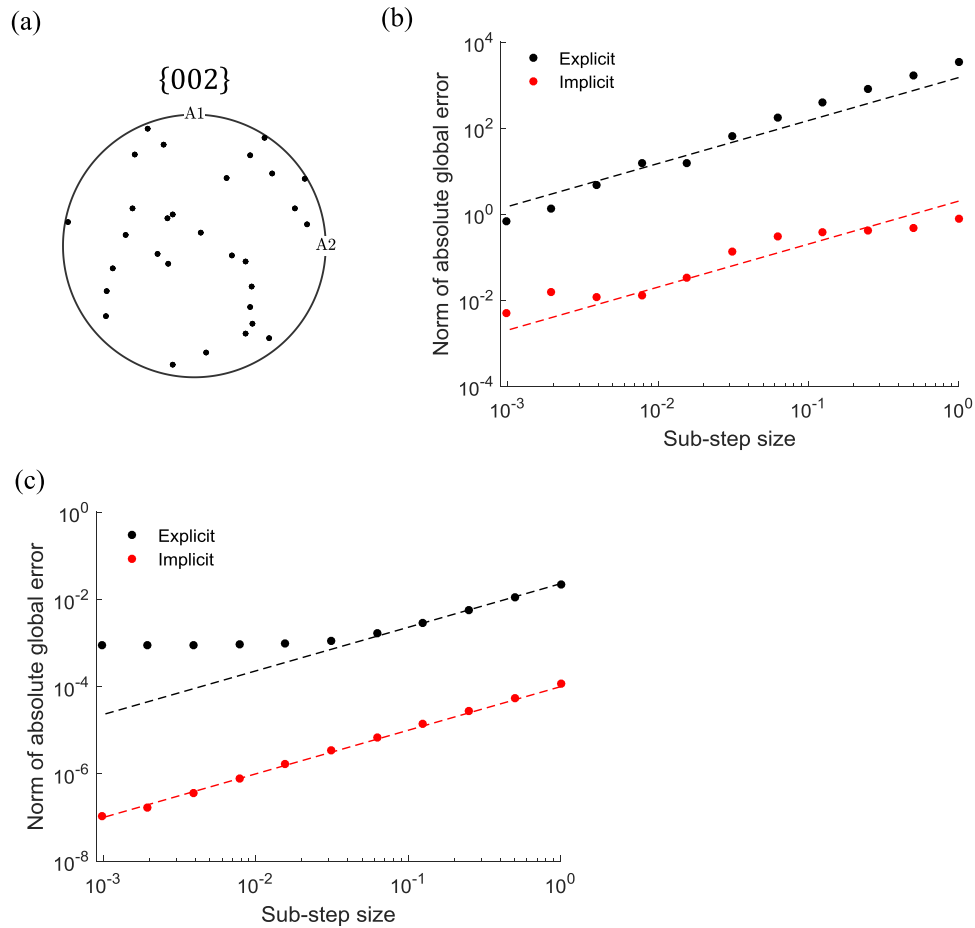 (a)
{002}
A1
A2
(b)
Norm of absolute global error
10^4
10^2
10^0
10^-2
10^-4
Explicit
Implicit
10^-3
10^-2
10^-1
10^0
Sub-step size
(c)
Norm of absolute global error
10^0
10^-2
10^-4
10^-6
10^-8
Explicit
Implicit
10^-3
10^-2
10^-1
10^0
Sub-step size